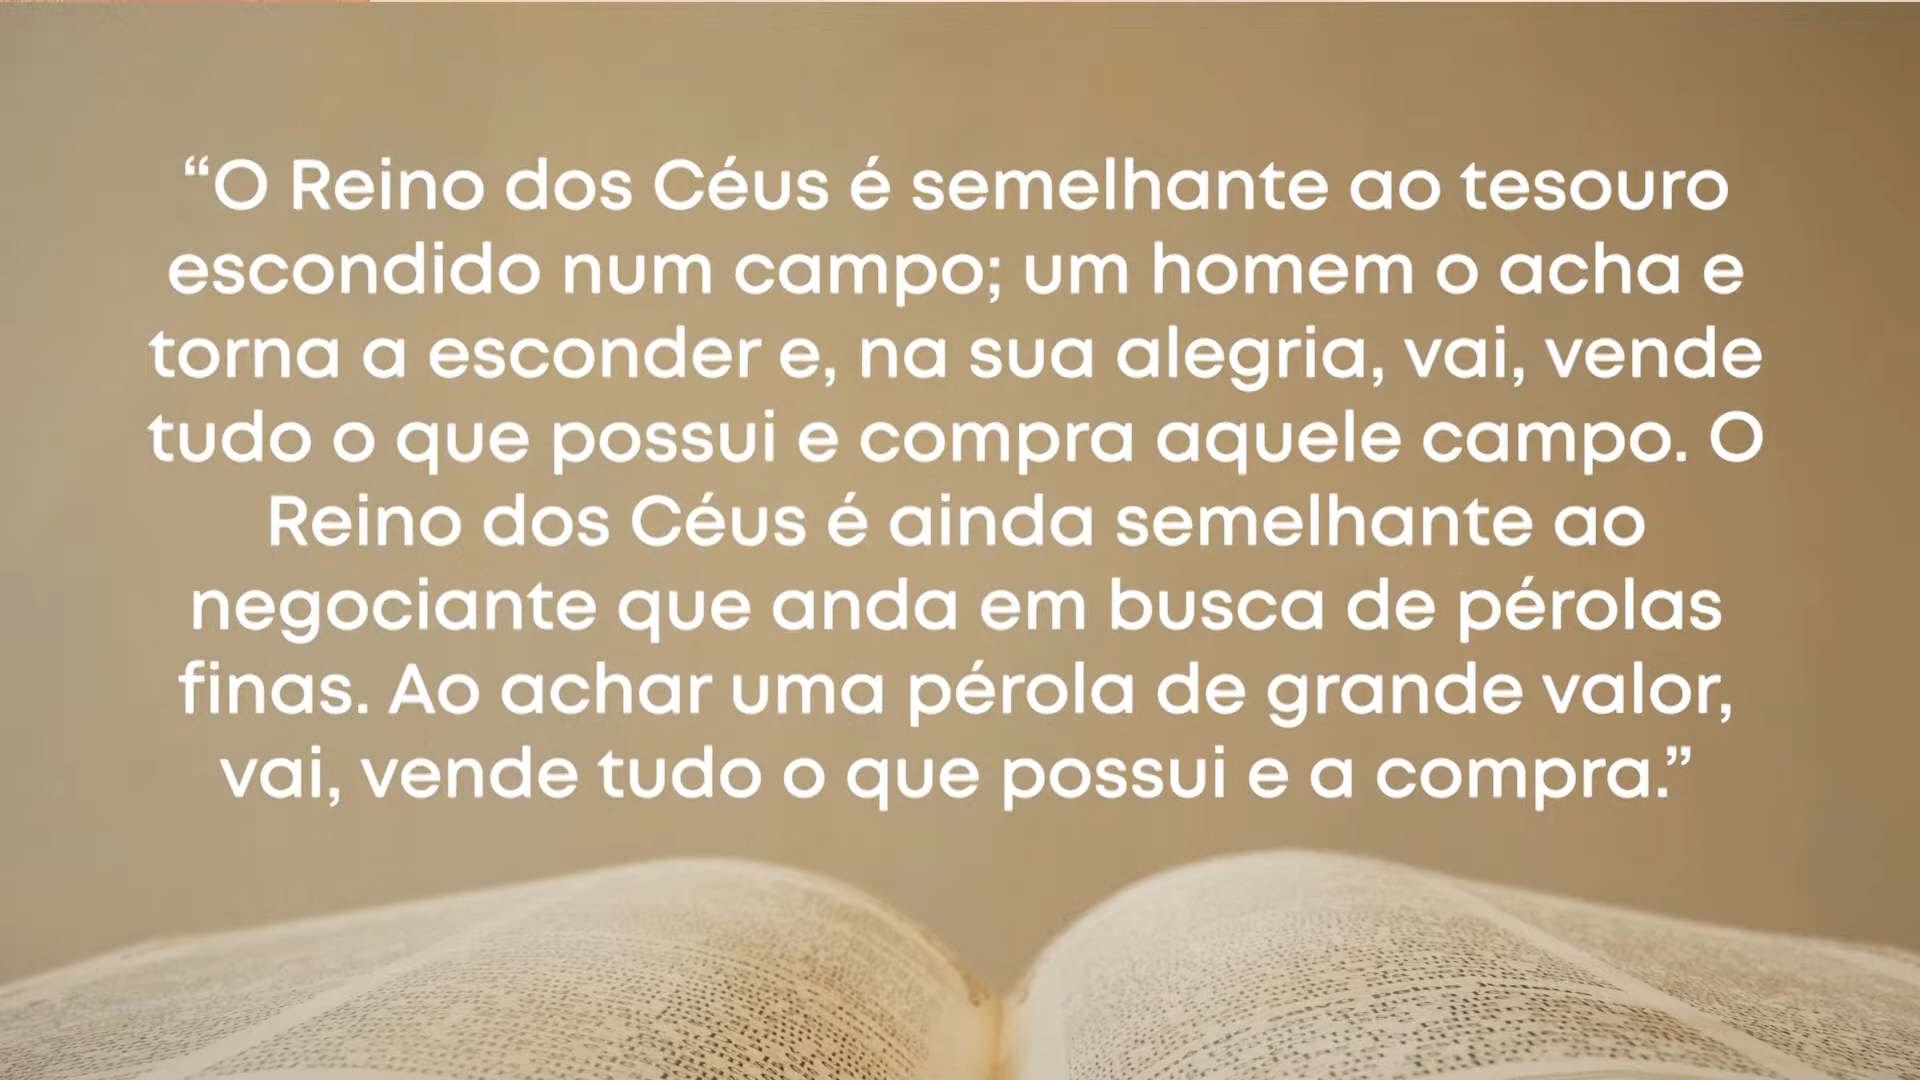 “O Reino dos Céus é semelhante ao tesouro
escondido num campo; um homem o acha e
torna a esconder e, na sua alegria, vai, vende
tudo o que possui e compra aquele campo. O
Reino dos Céus é ainda semelhante ao
negociante que anda em busca de pérolas
finas. Ao achar uma pérola de grande valor,
vai, vende tudo o que possui e a compra.”